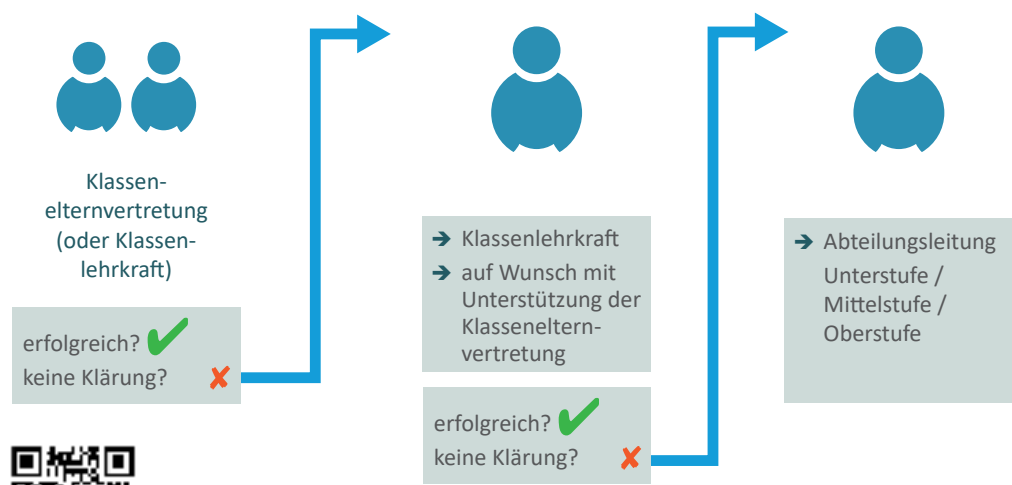 Klassen-
elternvertretung
(oder Klassen-
lehrkraft)
erfolgreich?
keine Klärung?
Klassenlehrkraft
auf Wunsch mit
Unterstützung der
Klasseneltern-
vertretung
erfolgreich?
keine Klärung?
Abteilungsleitung
Unterstufe /
Mittelstufe /
Oberstufe